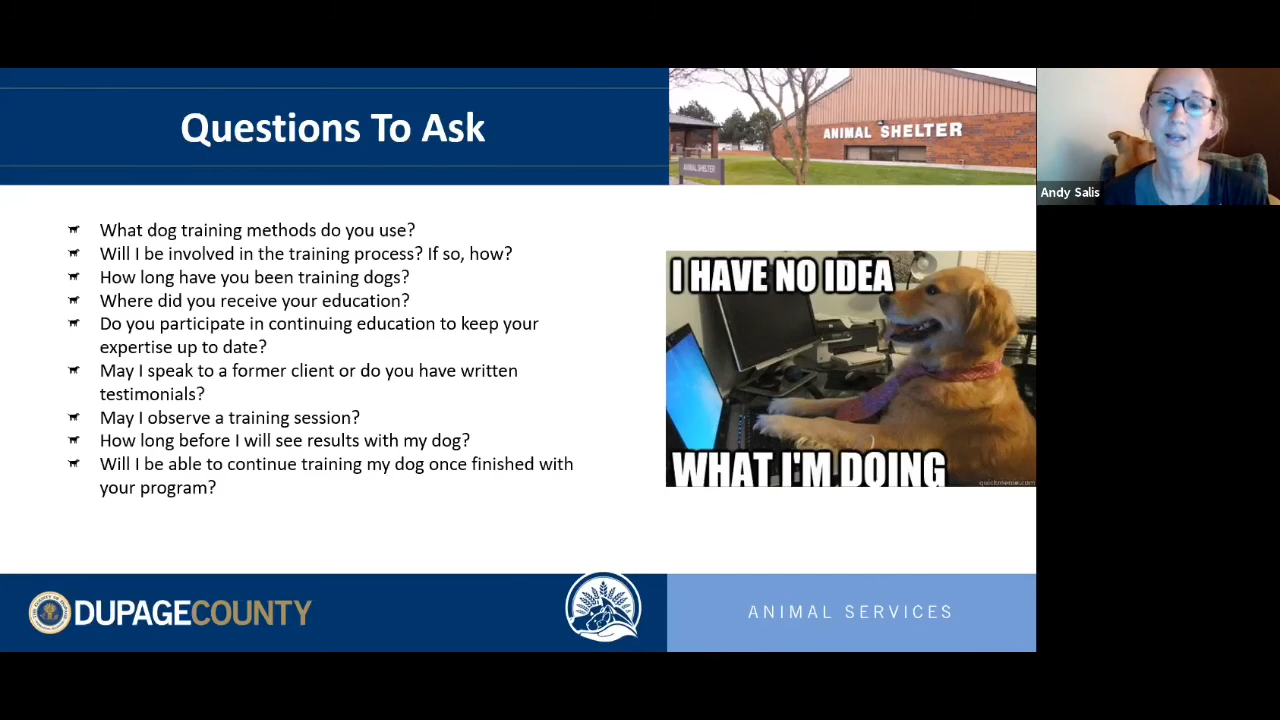 Questions To Ask
ANIMAL SHELTER
ANIMAL SHELTER
Andy Salis
What dog training methods do you use?
Will I be involved in the training process? If so, how?
How long have you been training dogs?
Where did you receive your education?
Do you participate in continuing education to keep your
expertise up to date?
May I speak to a former client or do you have written
testimonials?
May I observe a training session?
How long before I will see results with my dog?
Will I be able to continue training my dog once finished with
your program?
I HAVE NO IDEA
WHAT I'M DOING
quickmeme.com
DUPAGECOUNTY
ANIMAL SERVICES